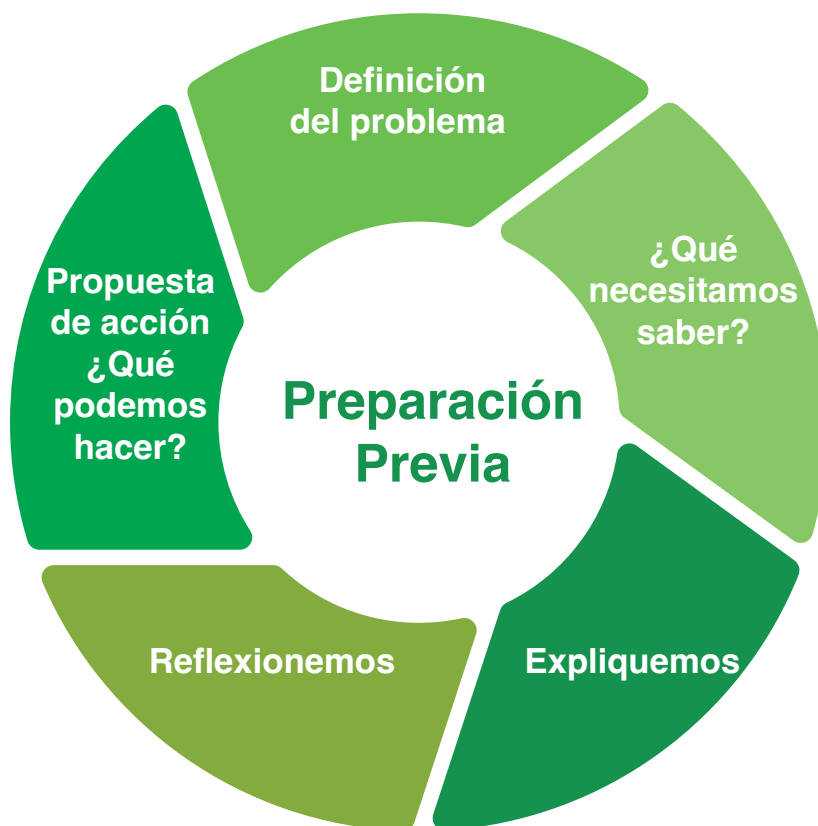 Definición
del problema
¿Qué
necesitamos
saber?
Expliquemos
Reflexionemos
Propuesta
de acción
¿Qué
podemos
hacer?
Preparación
Previa